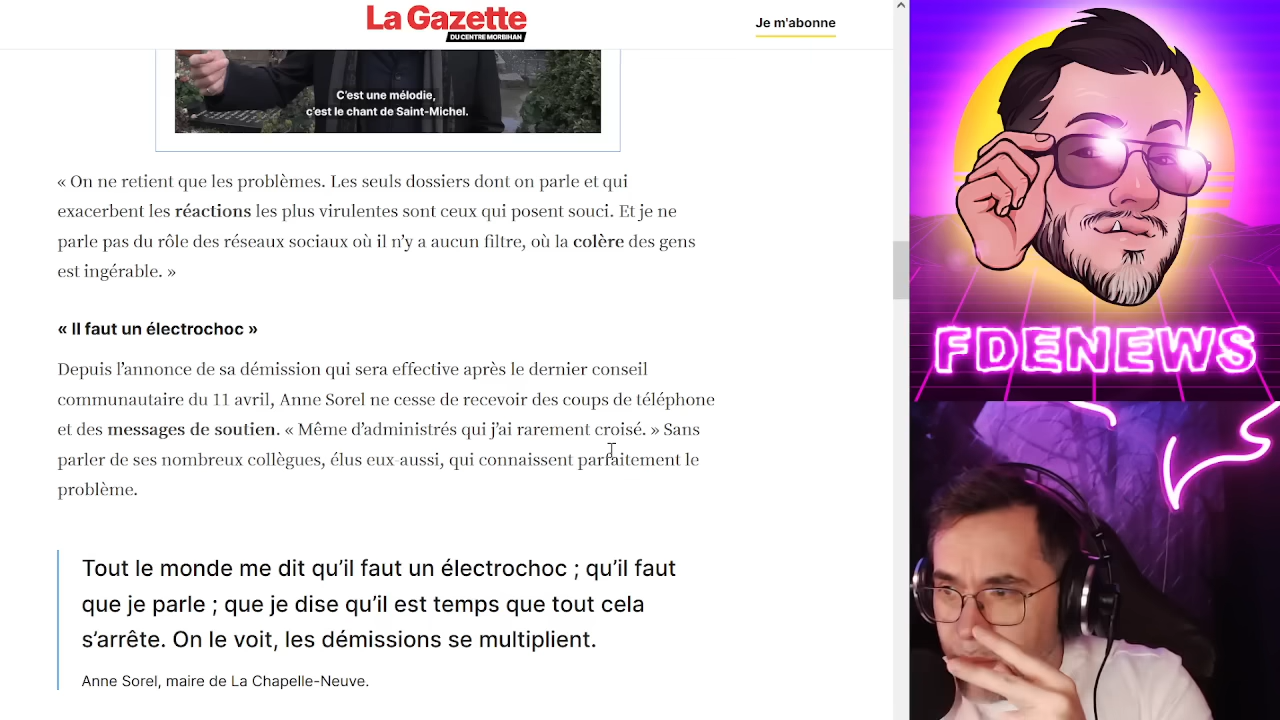 La Gazette
DU CENTRE MORBIHAN
Je m'abonne
C'est une mélodie,
c'est le chant de Saint-Michel.
« On ne retient que les problèmes. Les seuls dossiers dont on parle et qui
exacerbent les réactions les plus virulentes sont ceux qui posent souci. Et je ne
parle pas du rôle des réseaux sociaux où il n'y a aucun filtre, où la colère des gens
est ingérable. »
« Il faut un électrochoc »
Depuis l'annonce de sa démission qui sera effective après le dernier conseil
communautaire du 11 avril, Anne Sorel ne cesse de recevoir des coups de téléphone
et des messages de soutien. « Même d'administrés qui j'ai rarement croisé. » Sans
parler de ses nombreux collègues, élus eux-aussi, qui connaissent parfaitement le
problème.
Tout le monde me dit qu'il faut un électrochoc ; qu'il faut
que je parle ; que je dise qu'il est temps que tout cela
s'arrête. On le voit, les démissions se multiplient.
Anne Sorel, maire de La Chapelle-Neuve.
FDENEWS